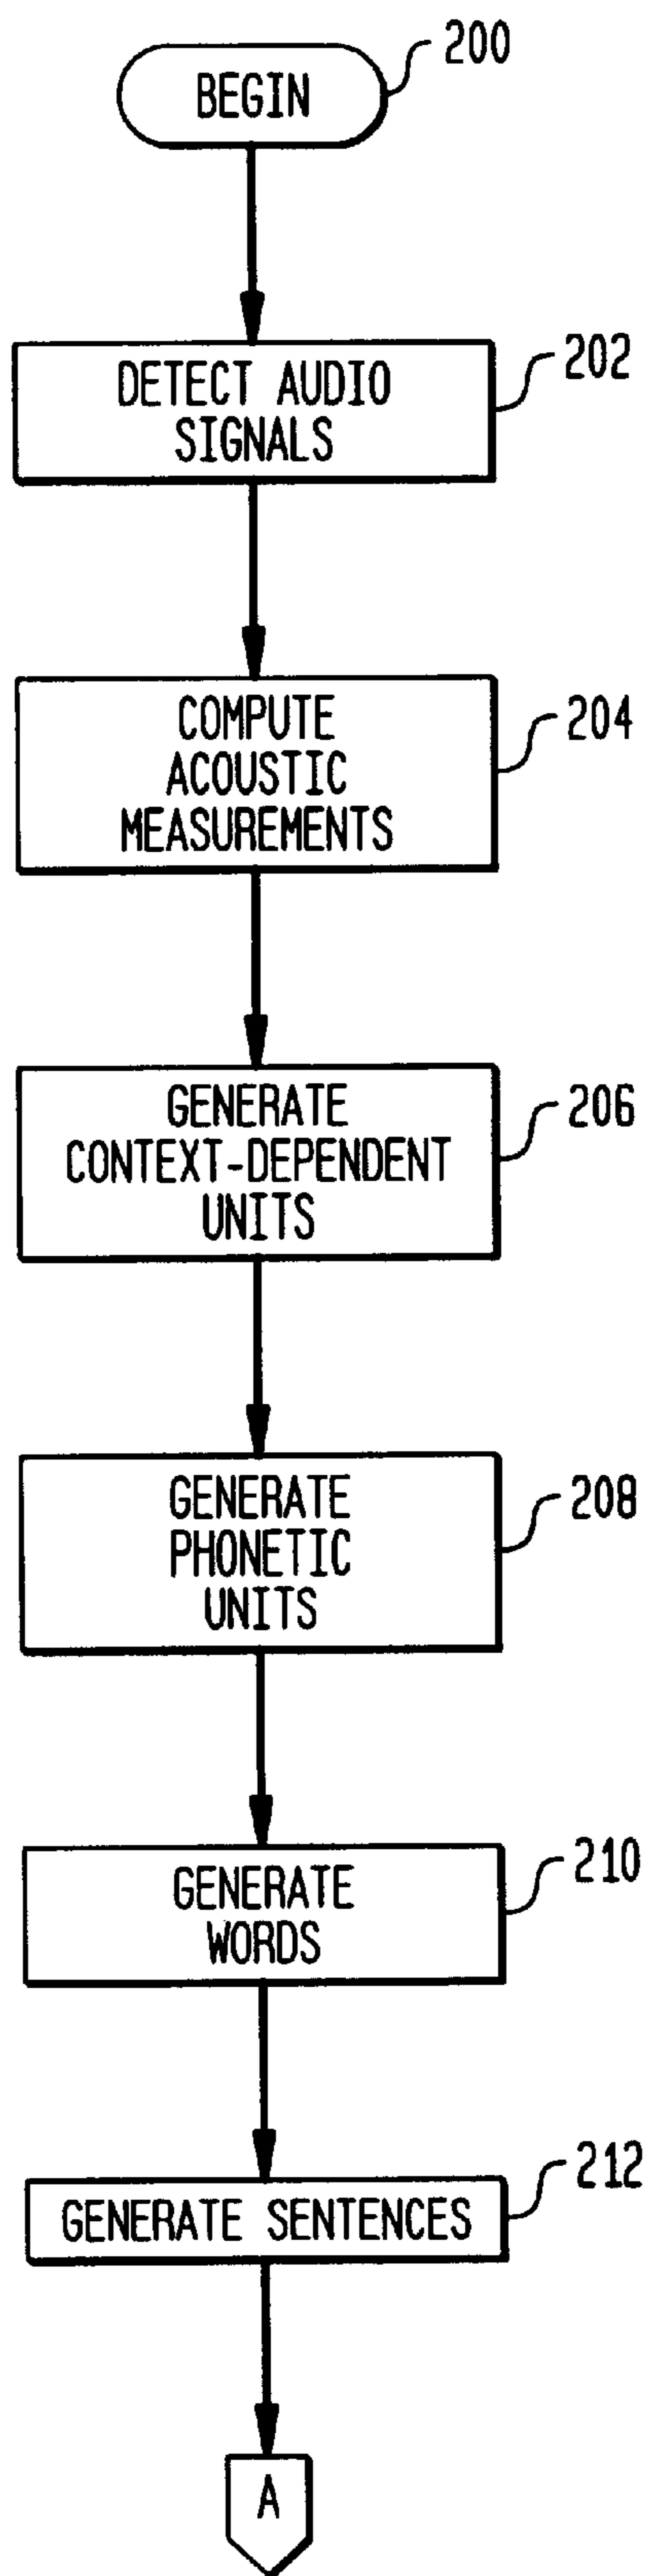 200
BEGIN
202
DETECT AUDIO
SIGNALS
204
COMPUTE
ACOUSTIC
MEASUREMENTS
206
GENERATE
CONTEXT-DEPENDENT
UNITS
208
GENERATE
PHONETIC
UNITS
210
GENERATE
WORDS
212
GENERATE SENTENCES
A